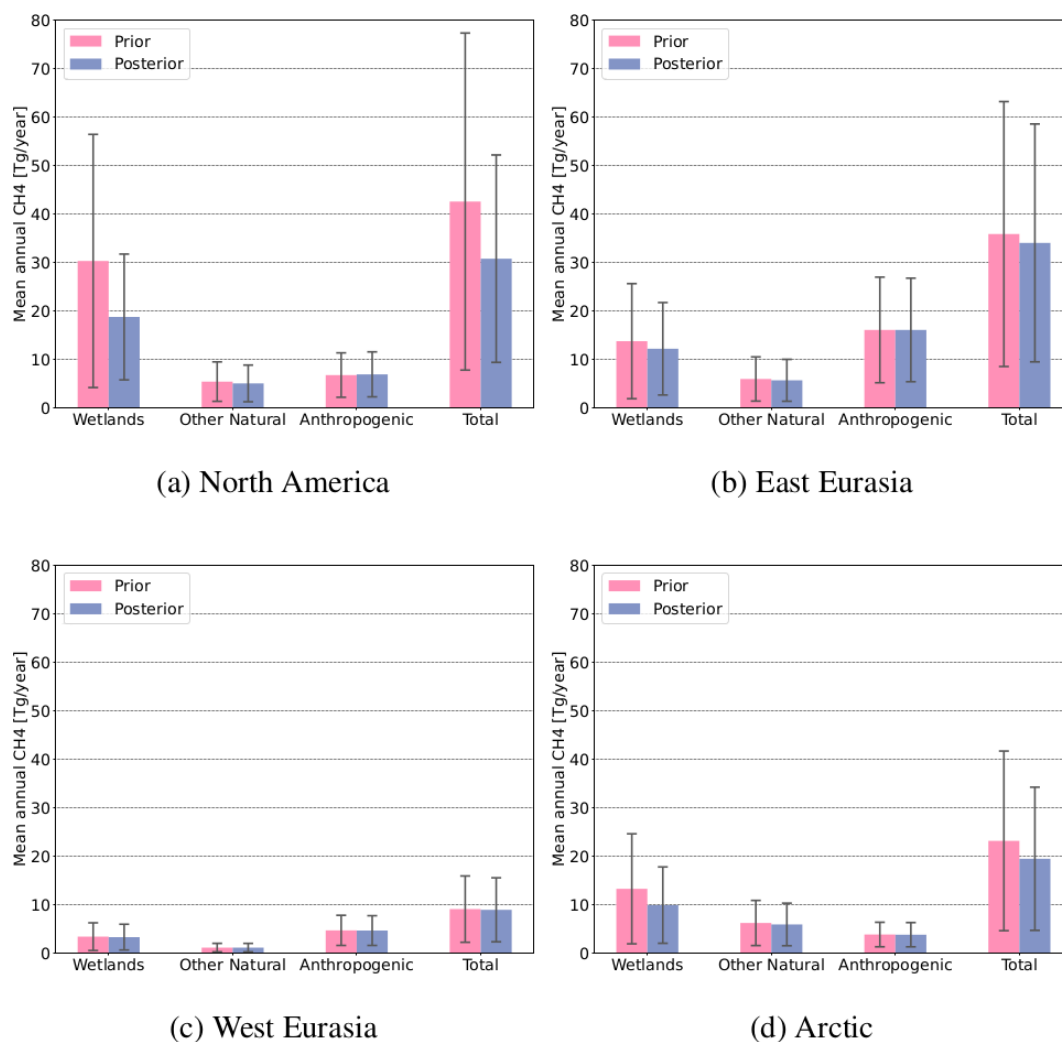 80
70
60
50
40
30
20
10
0
Mean annual CH4 [Tg/year]
Prior
Posterior
Wetlands Other Natural Anthropogenic Total
(a) North America
80
70
60
50
40
30
20
10
0
Mean annual CH4 [Tg/year]
Prior
Posterior
Wetlands Other Natural Anthropogenic Total
(b) East Eurasia
80
70
60
50
40
30
20
10
0
Mean annual CH4 [Tg/year]
Prior
Posterior
Wetlands Other Natural Anthropogenic Total
(c) West Eurasia
80
70
60
50
40
30
20
10
0
Mean annual CH4 [Tg/year]
Prior
Posterior
Wetlands Other Natural Anthropogenic Total
(d) Arctic